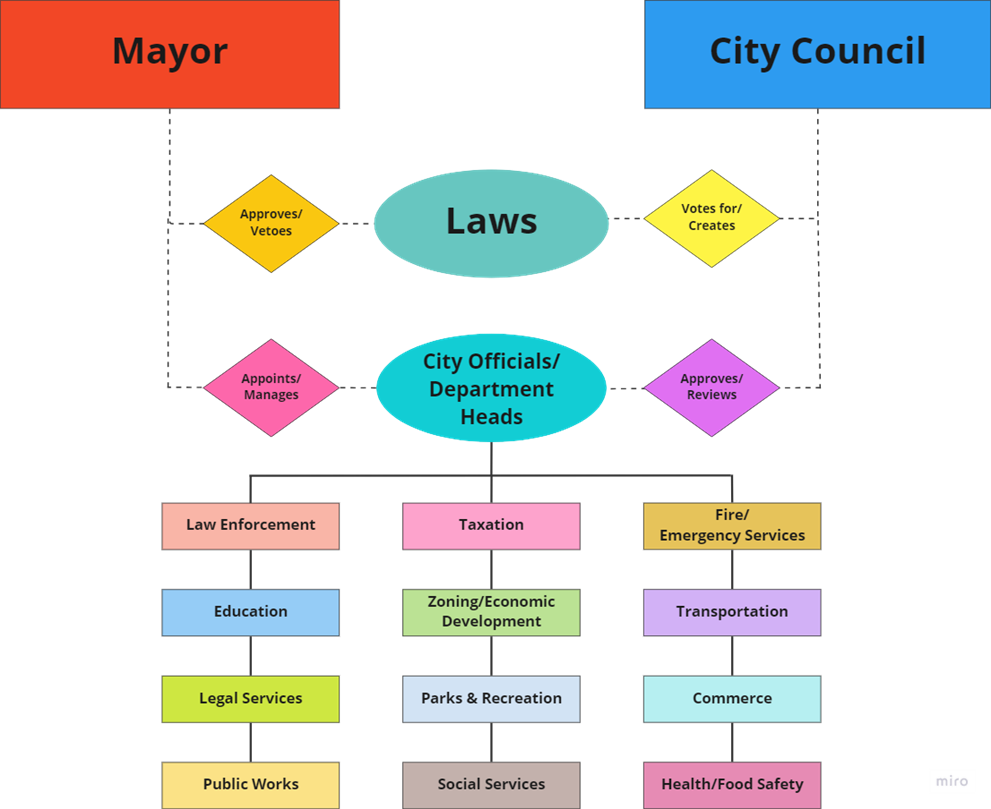 Mayor
City Council
Approves/
Vetoes
Laws
Votes for/
Creates
Appoints/
Manages
City Officials/
Department
Heads
Approves/
Reviews
Law Enforcement
Taxation
Fire/
Emergency Services
Education
Zoning/Economic
Development
Transportation
Legal Services
Parks & Recreation
Commerce
Public Works
Social Services
Health/Food Safety
miro